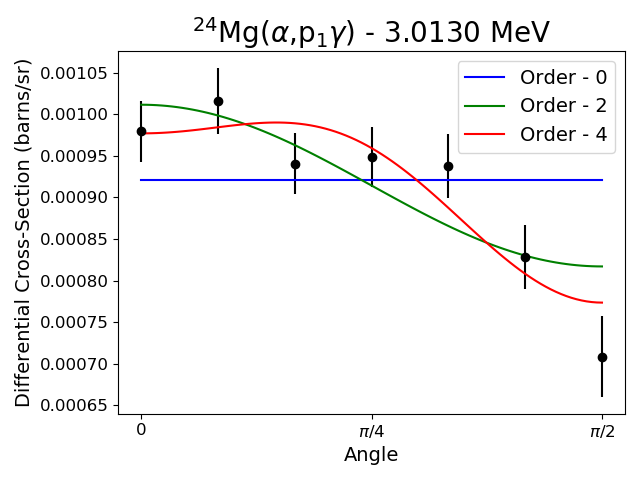 ²⁴Mg(α,p₁γ) - 3.0130 MeV
Differential Cross-Section (barns/sr)
0.00105
0.00100
0.00095
0.00090
0.00085
0.00080
0.00075
0.00070
0.00065
Order - 0
Order - 2
Order - 4
0
π/4
π/2
Angle